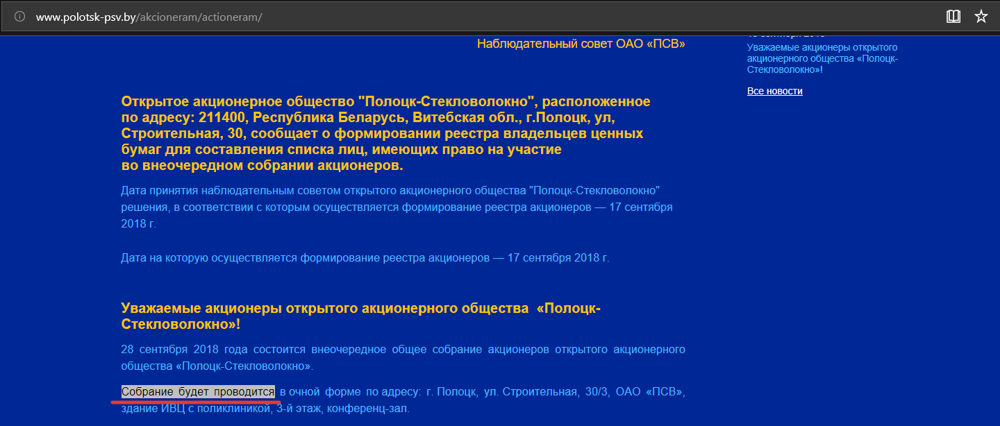 www.polotsk-psv.by/akcioneram/actioneram/
Наблюдательный совет ОАО «ПСВ»
Открытое акционерное общество "Полоцк-Стекловолокно", расположенное
по адресу: 211400, Республика Беларусь, Витебская обл., г.Полоцк, ул,
Строительная, 30, сообщает о формировании реестра владельцев ценных
бумаг для составления списка лиц, имеющих право на участие
во внеочередном собрании акционеров.
Дата принятия наблюдательным советом открытого акционерного общества "Полоцк-Стекловолокно"
решения, в соответствии с которым осуществляется формирование реестра акционеров — 17 сентября
2018 г.
Дата на которую осуществляется формирование реестра акционеров — 17 сентября 2018 г.
Уважаемые акционеры открытого акционерного общества «Полоцк-
Стекловолокно»!
28 сентября 2018 года состоится внеочередное общее собрание акционеров открытого акционерного
общества «Полоцк-Стекловолокно».
Собрание будет проводится в очной форме по адресу: г. Полоцк, ул. Строительная, 30/3, ОАО «ПСВ»,
здание ИВЦ с поликлиникой, 3-й этаж, конференц-зал.
Уважаемые акционеры открытого
акционерного общества «Полоцк-
Стекловолокно»!
Все новости